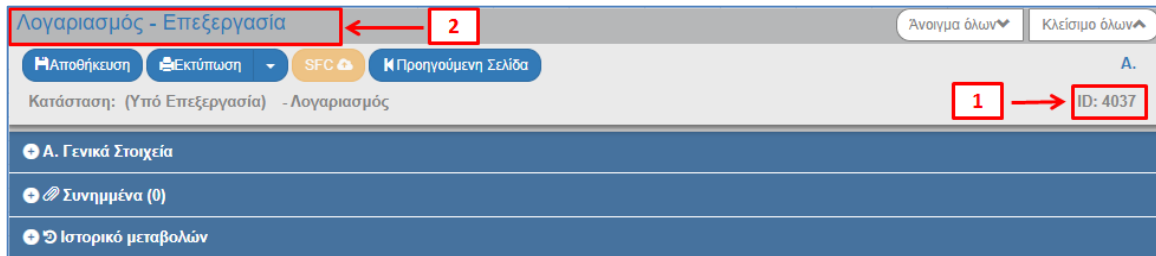 Λογαριασμός - Επεξεργασία 2 Άνοιγμα όλων Κλείσιμο όλων
Αποθήκευση Εκτύπωση SFC Προηγούμενη Σελίδα Α.
Κατάσταση: (Υπό Επεξεργασία) - Λογαριασμός 1 ID: 4037
Α. Γενικά Στοιχεία
Συνημμένα (0)
Ιστορικό μεταβολών